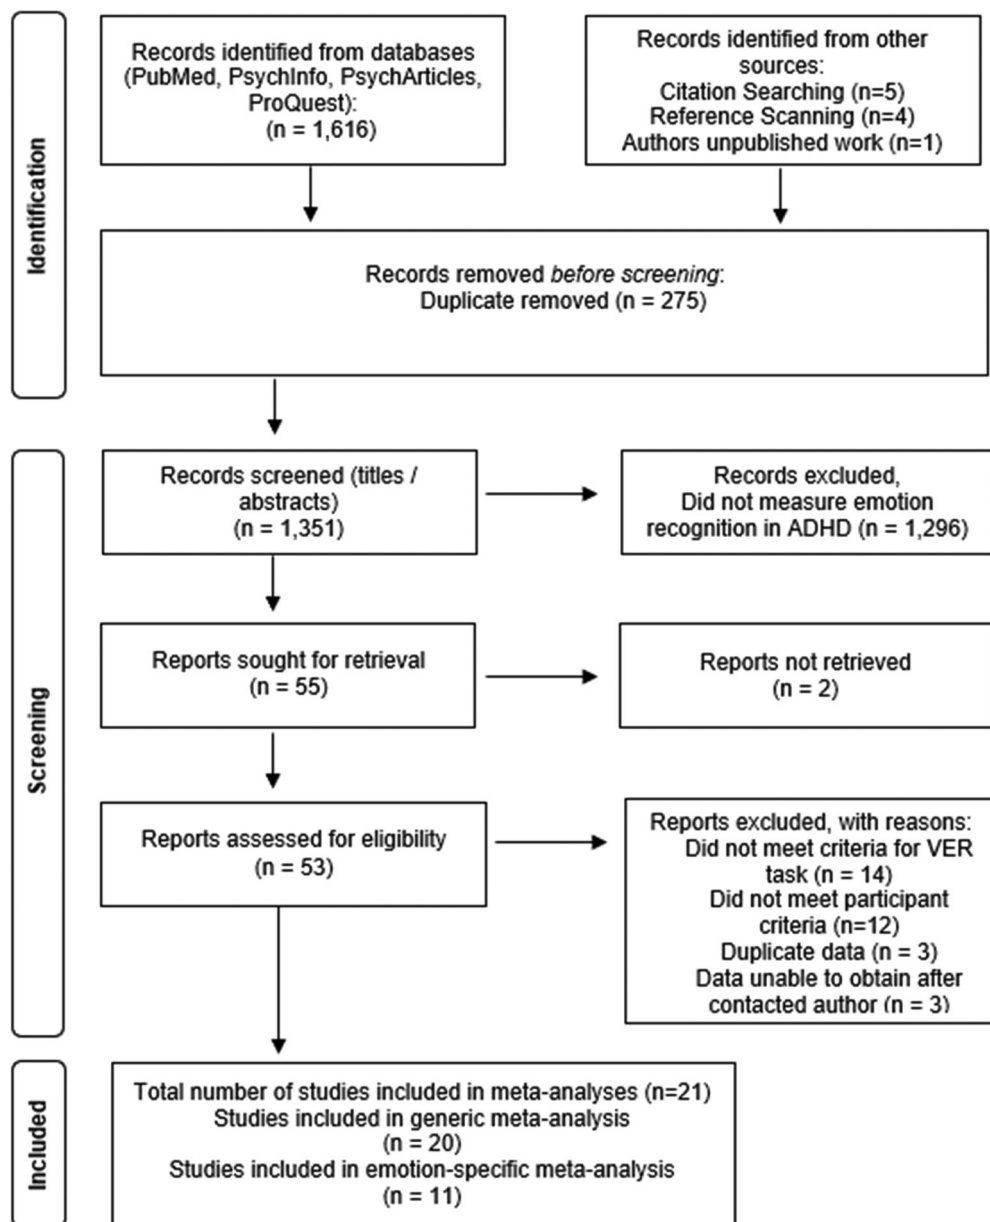 Identification
Records identified from databases
(PubMed, PsychInfo, PsychArticles,
ProQuest):
(n = 1,616)
Records identified from other
sources:
Citation Searching (n=5)
Reference Scanning (n=4)
Authors unpublished work (n=1)
Records removed before screening:
Duplicate removed (n = 275)
Screening
Records screened (titles /
abstracts)
(n = 1,351)
Records excluded,
Did not measure emotion
recognition in ADHD (n = 1,296)
Reports sought for retrieval
(n = 55)
Reports not retrieved
(n = 2)
Reports assessed for eligibility
(n = 53)
Reports excluded, with reasons:
Did not meet criteria for VER
task (n = 14)
Did not meet participant
criteria (n=12)
Duplicate data (n = 3)
Data unable to obtain after
contacted author (n = 3)
Included
Total number of studies included in meta-analyses (n=21)
Studies included in generic meta-analysis
(n = 20)
Studies included in emotion-specific meta-analysis
(n = 11)